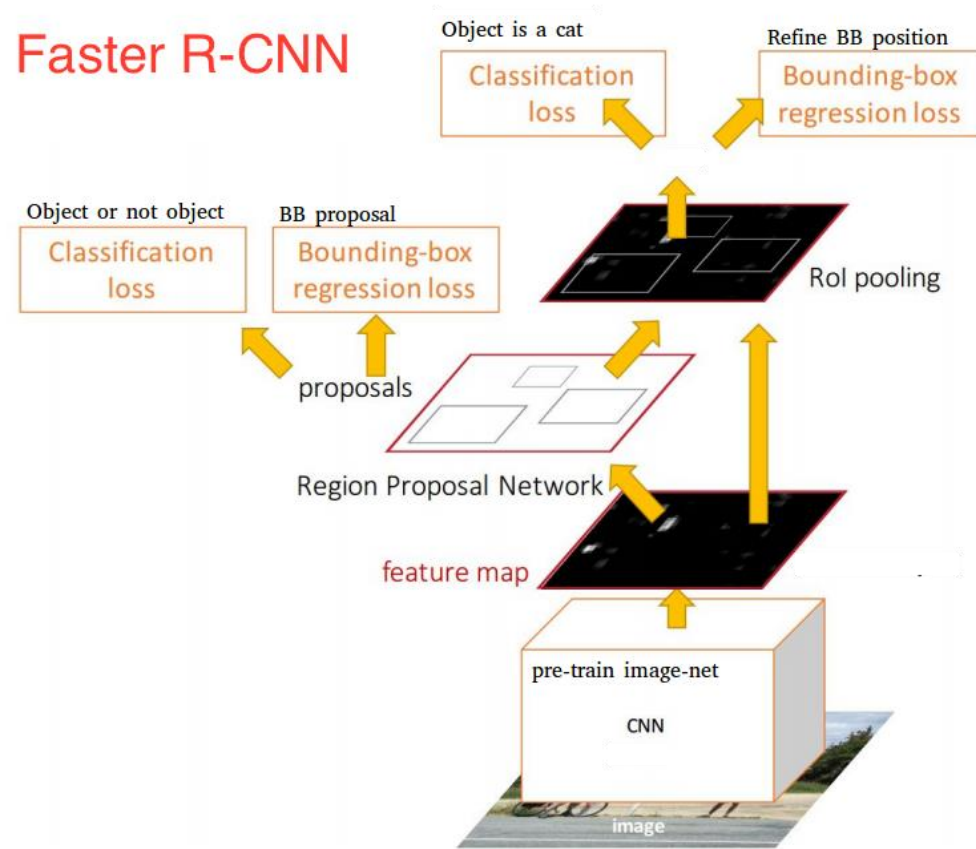 Faster R-CNN
Object is a cat
Classification
loss
Refine BB position
Bounding-box
regression loss
Object or not object
Classification
loss
BB proposal
Bounding-box
regression loss
RoI pooling
proposals
Region Proposal Network
feature map
pre-train image-net
CNN
image